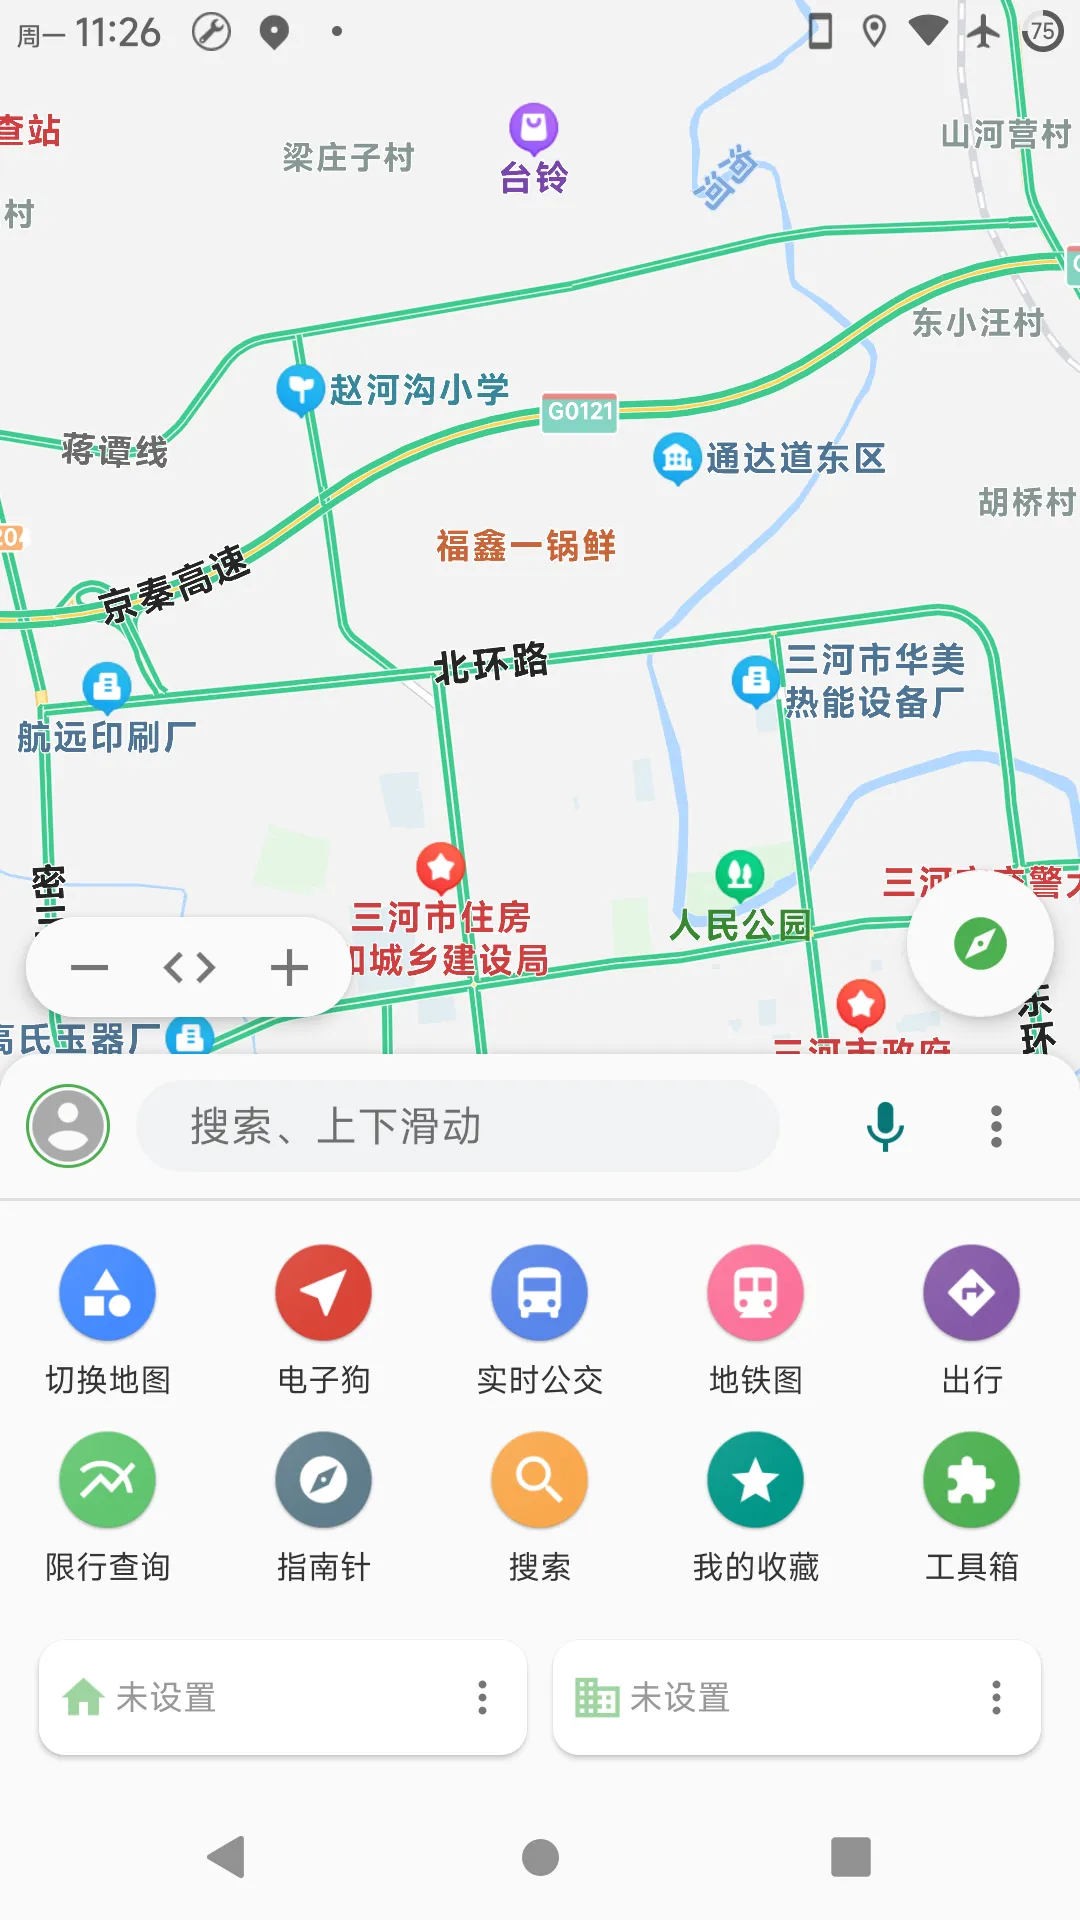 周一 11:26
75
查站
梁庄子村
台铃
山河营村
村
东小汪村
赵河沟小学
G0121
蒋谭线
通达道东区
胡桥村
福鑫一锅鲜
京秦高速
北环路
三河市华美
热能设备厂
航远印刷厂
三河市住房
和城乡建设局
人民公园
高氏玉器厂
三河市政府
东
环
搜索、上下滑动
切换地图
电子狗
实时公交
地铁图
出行
限行查询
指南针
搜索
我的收藏
工具箱
未设置
未设置